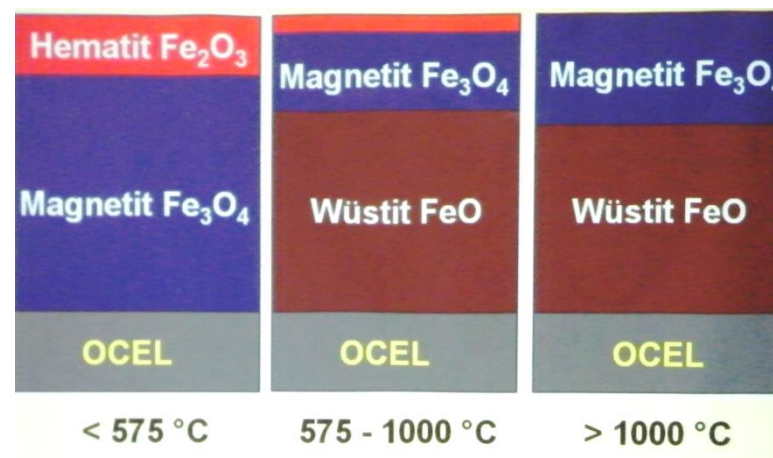 Hematit Fe₂O₃
Magnetit Fe₃O₄
OCEL
< 575 °C
Magnetit Fe₃O₄
Wüstit FeO
OCEL
575 - 1000 °C
Magnetit Fe₃O
Wüstit FeO
OCEL
> 1000 °C